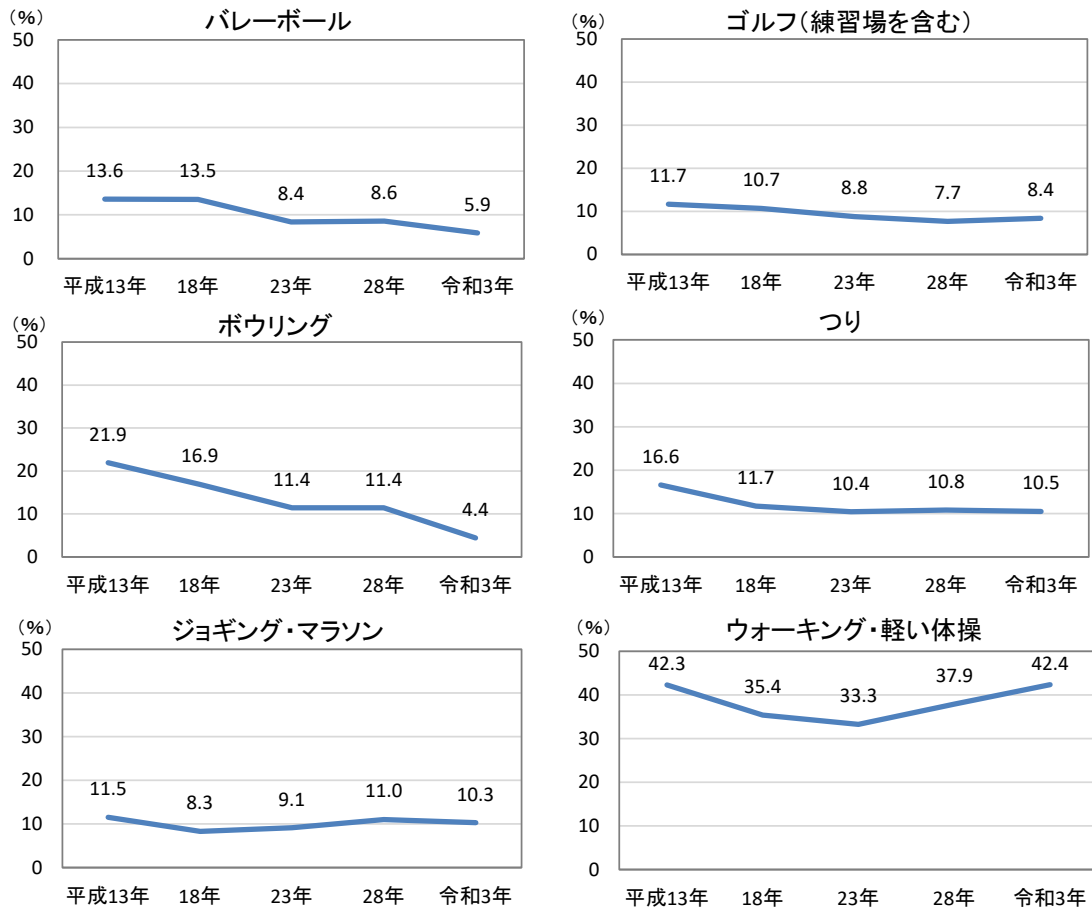 (%)
バレーボール
50
40
30
20
10
0
13.6
13.5
8.4
8.6
5.9
平成13年
18年
23年
28年
令和3年
(%)
ゴルフ(練習場を含む)
50
40
30
20
10
0
11.7
10.7
8.8
7.7
8.4
平成13年
18年
23年
28年
令和3年
(%)
ボウリング
50
40
30
20
10
0
21.9
16.9
11.4
11.4
4.4
平成13年
18年
23年
28年
令和3年
(%)
つり
50
40
30
20
10
0
16.6
11.7
10.4
10.8
10.5
平成13年
18年
23年
28年
令和3年
(%)
ジョギング・マラソン
50
40
30
20
10
0
11.5
8.3
9.1
11.0
10.3
平成13年
18年
23年
28年
令和3年
(%)
ウォーキング・軽い体操
50
40
30
20
10
0
42.3
35.4
33.3
37.9
42.4
平成13年
18年
23年
28年
令和3年